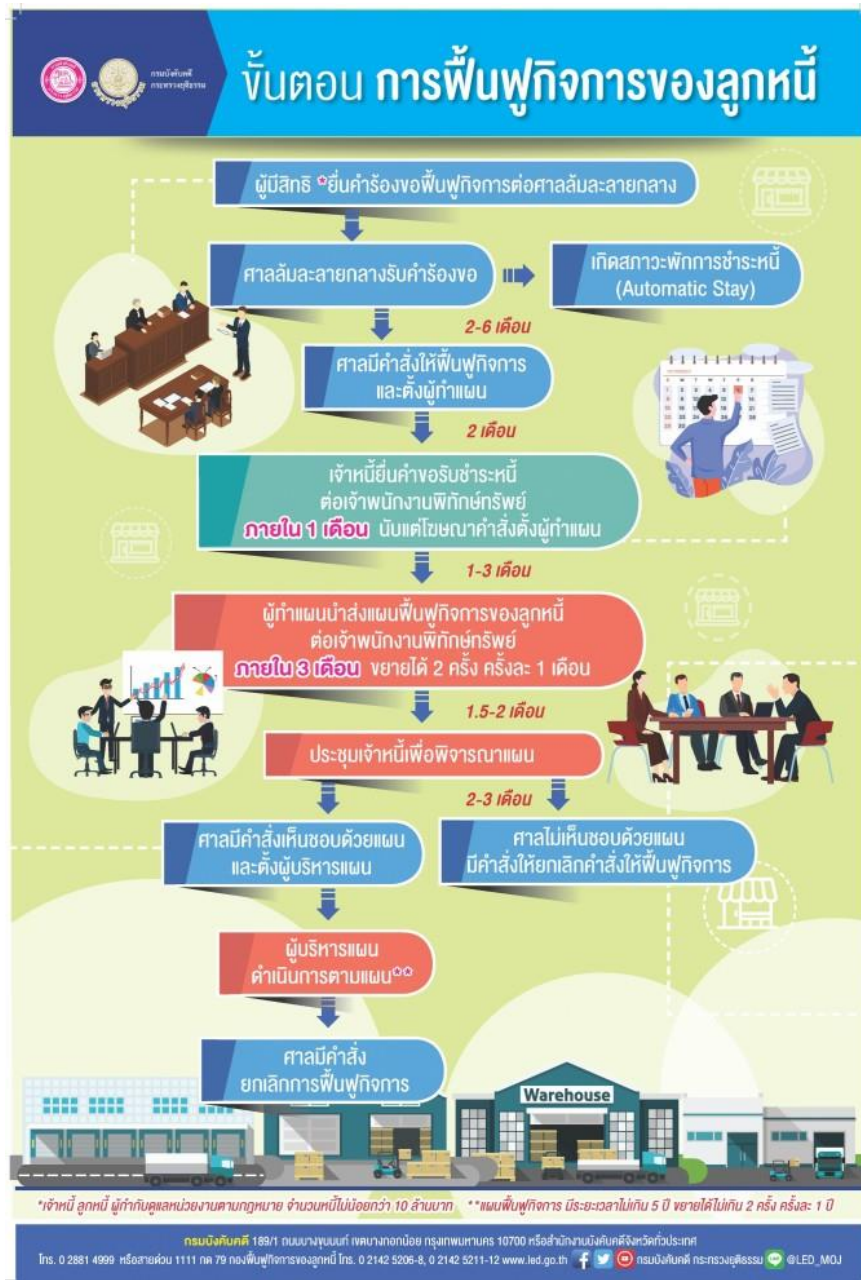 กรมบังคับคดี
กระทรวงยุติธรรม
ขั้นตอน การฟื้นฟูกิจการของลูกหนี้
ผู้มีสิทธิ *ยื่นคำร้องขอฟื้นฟูกิจการต่อศาลล้มละลายกลาง
ศาลล้มละลายกลางรับคำร้องขอ
เกิดสภาวะพักการชำระหนี้
(Automatic Stay)
2-6 เดือน
ศาลมีคำสั่งให้ฟื้นฟูกิจการ
และตั้งผู้ทำแผน
2 เดือน
เจ้าหนี้ยื่นคำขอรับชำระหนี้
ต่อเจ้าพนักงานพิทักษ์ทรัพย์
ภายใน 1 เดือน นับแต่โฆษณาคำสั่งตั้งผู้ทำแผน
1-3 เดือน
ผู้ทำแผนนำส่งแผนฟื้นฟูกิจการของลูกหนี้
ต่อเจ้าพนักงานพิทักษ์ทรัพย์
ภายใน 3 เดือน ขยายได้ 2 ครั้ง ครั้งละ 1 เดือน
1.5-2 เดือน
ประชุมเจ้าหนี้เพื่อพิจารณาแผน
2-3 เดือน
ศาลมีคำสั่งเห็นชอบด้วยแผน
และตั้งผู้บริหารแผน
ศาลไม่เห็นชอบด้วยแผน
มีคำสั่งให้ยกเลิกคำสั่งให้ฟื้นฟูกิจการ
ผู้บริหารแผน
ดำเนินการตามแผน**
ศาลมีคำสั่ง
ยกเลิกการฟื้นฟูกิจการ
Warehouse
*เจ้าหนี้ ลูกหนี้ ผู้กำกับดูแลหน่วยงานตามกฎหมาย จำนวนหนี้ไม่น้อยกว่า 10 ล้านบาท **แผนฟื้นฟูกิจการ มีระยะเวลาไม่เกิน 5 ปี ขยายได้ไม่เกิน 2 ครั้ง ครั้งละ 1 ปี
กรมบังคับคดี 189/1 ถนนบางขุนนนท์ เขตบางกอกน้อย กรุงเทพมหานคร 10700 หรือสำนักงานบังคับคดีจังหวัดทั่วประเทศ
โทร. 0 2881 4999 หรือสายด่วน 1111 กด 79 กองฟื้นฟูกิจการของลูกหนี้ โทร. 0 2142 5206-8, 0 2142 5211-12 www.led.go.th กรมบังคับคดี กระทรวงยุติธรรม @LED_MOJ